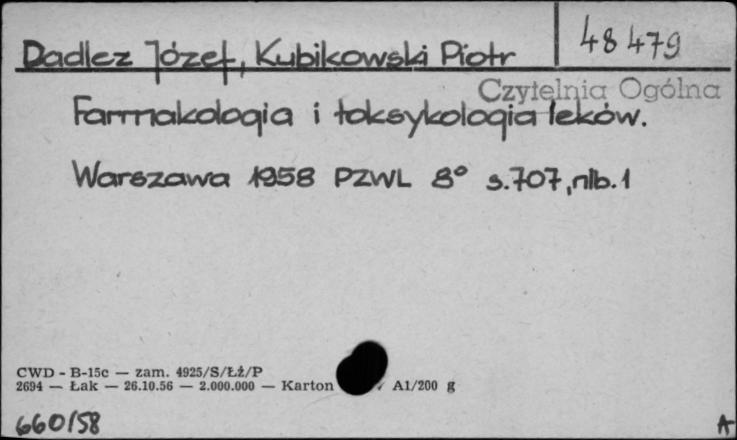 Dadlez Józef, Kubikowski Piotr
48 479
Czytelnia Ogólna
Farmakologia i toksykologia leków.
Warszawa 1958 PZWL 8° s.707, nlb.1
CWD - B-15c — zam. 4925/S/Łź/P
2694 — Łak — 26.10.56 — 2.000.000 — Karton A1/200 g
660/58
A